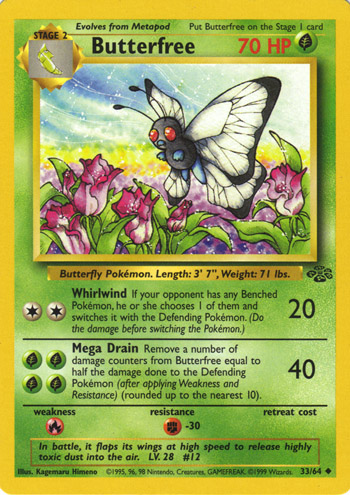 Evolves from Metapod
Put Butterfree on the Stage 1 card
STAGE 2
Butterfree 70 HP
Butterfly Pokémon. Length: 3' 7", Weight: 71 lbs.
Whirlwind If your opponent has any Benched
Pokémon, he or she chooses 1 of them and
switches it with the Defending Pokémon. (Do
the damage before switching the Pokémon.)
20
Mega Drain Remove a number of
damage counters from Butterfree equal to
half the damage done to the Defending
Pokémon (after applying Weakness and
Resistance) (rounded up to the nearest 10).
40
weakness
resistance
retreat cost
-30
In battle, it flaps its wings at high speed to release highly
toxic dust into the air. LV. 28 #12
Illus. Kagemaru Himeno
©1995, 96, 98 Nintendo, Creatures, GAMEFREAK. ©1999 Wizards.
33/64